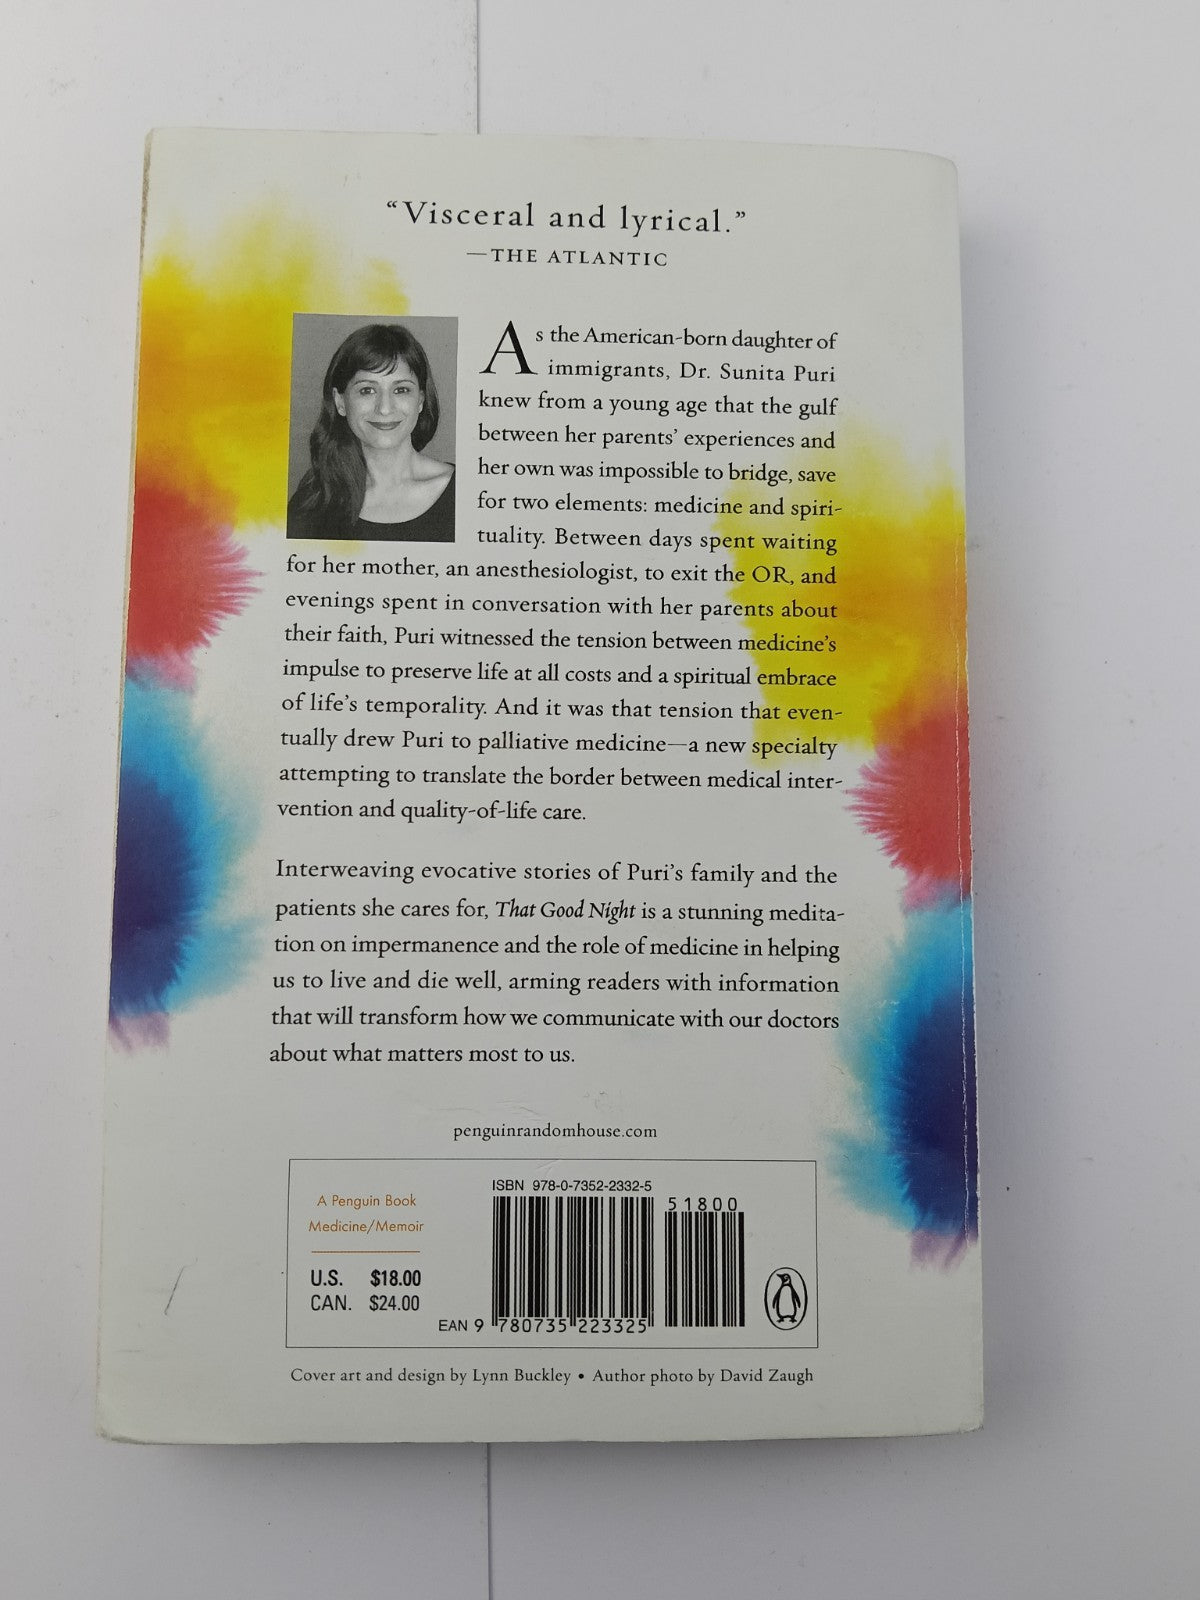 “Visceral and lyrical.”
—THE ATLANTIC
As the American-born daughter of
immigrants, Dr. Sunita Puri
knew from a young age that the gulf
between her parents’ experiences and
her own was impossible to bridge, save
for two elements: medicine and spiri-
tuality. Between days spent waiting
for her mother, an anesthesiologist, to exit the OR, and
evenings spent in conversation with her parents about
their faith, Puri witnessed the tension between medicine’s
impulse to preserve life at all costs and a spiritual embrace
of life’s temporality. And it was that tension that even-
tually drew Puri to palliative medicine—a new specialty
attempting to translate the border between medical inter-
vention and quality-of-life care.
Interweaving evocative stories of Puri’s family and the
patients she cares for, That Good Night is a stunning medita-
tion on impermanence and the role of medicine in helping
us to live and die well, arming readers with information
that will transform how we communicate with our doctors
about what matters most to us.
penguinrandomhouse.com
A Penguin Book
Medicine/Memoir
U.S. $18.00
CAN. $24.00
ISBN 978-0-7352-2332-5
51800
EAN 9 780735 223325
Cover art and design by Lynn Buckley • Author photo by David Zaugh